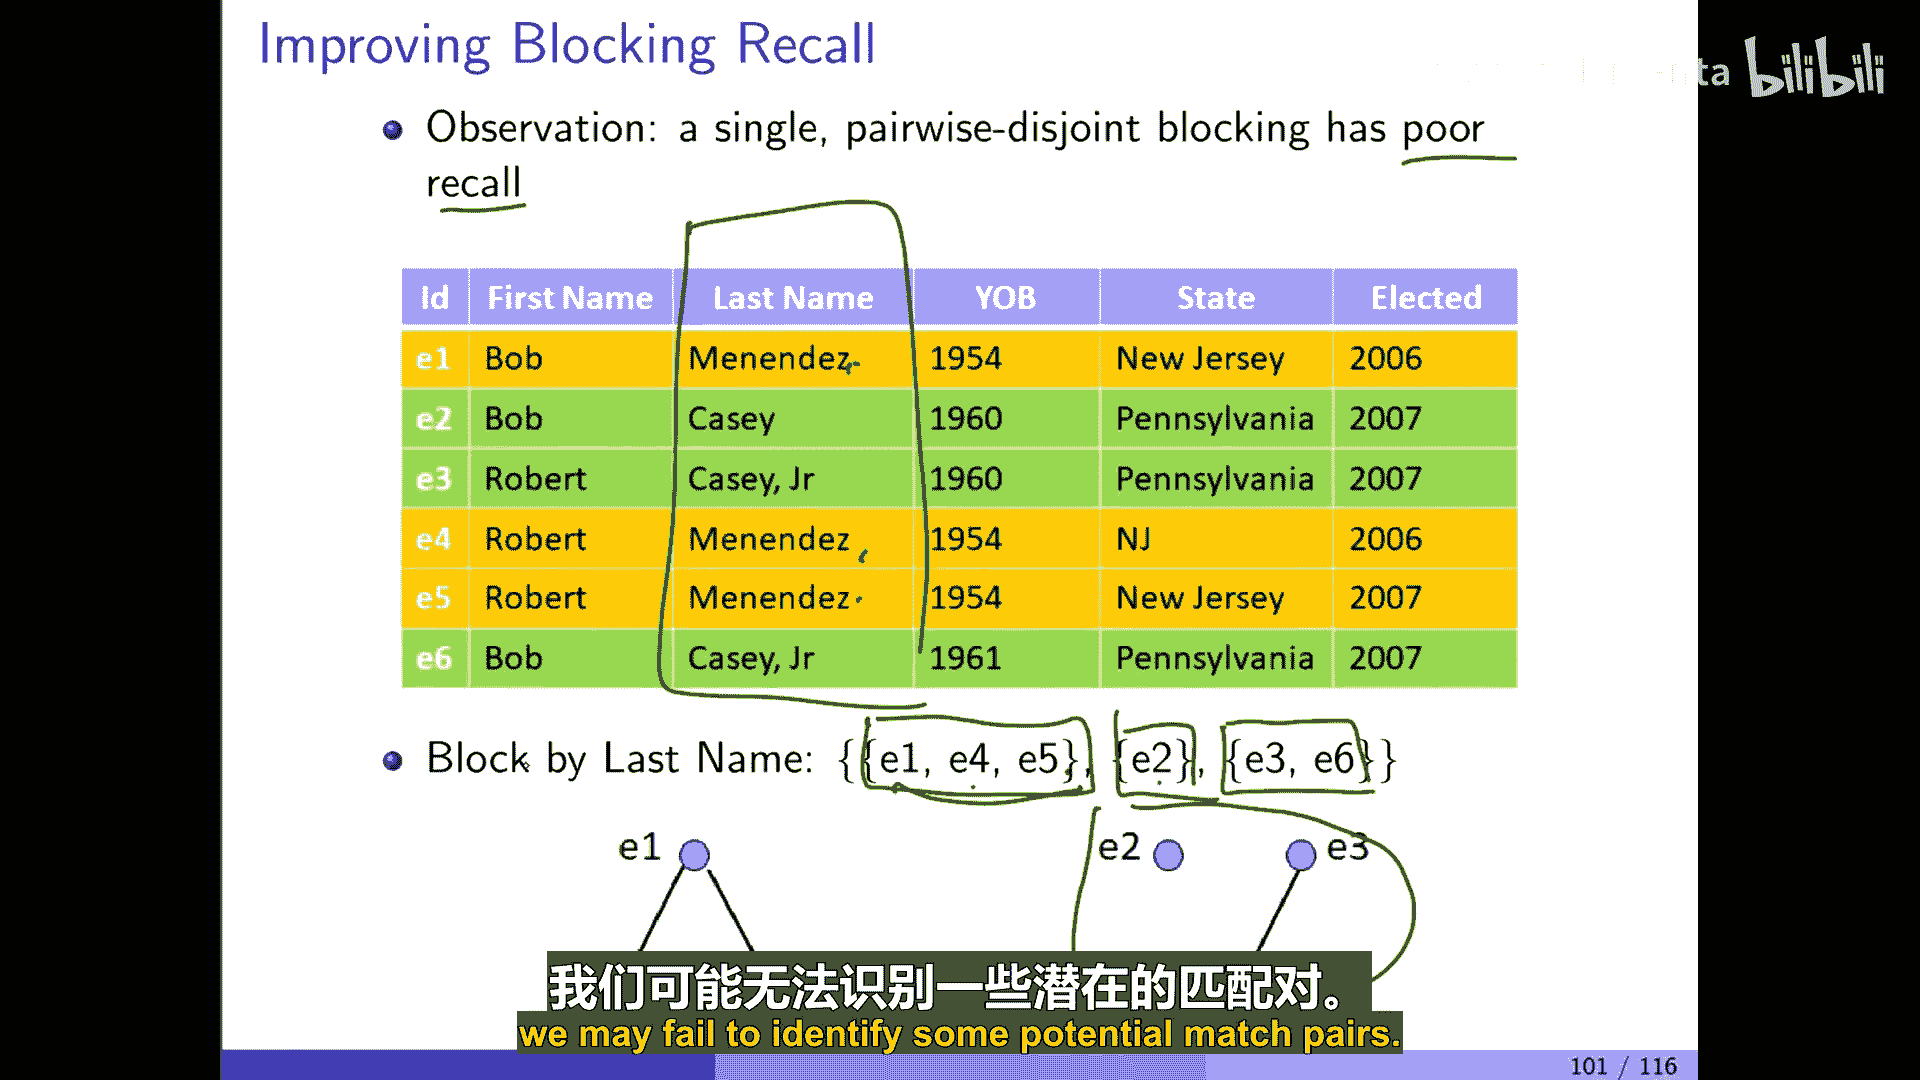 Improving Blocking Recall
bilibili
Observation: a single, pairwise-disjoint blocking has poor
recall
Id First Name Last Name YOB State Elected
e1 Bob Menendez 1954 New Jersey 2006
e2 Bob Casey 1960 Pennsylvania 2007
e3 Robert Casey, Jr 1960 Pennsylvania 2007
e4 Robert Menendez 1954 NJ 2006
e5 Robert Menendez 1954 New Jersey 2007
e6 Bob Casey, Jr 1961 Pennsylvania 2007
Block by Last Name: {{e1, e4, e5}, {e2}, {e3, e6}}
e1 e2 e3
我们可能无法识别一些潜在的匹配对。
we may fail to identify some potential match pairs.
101 / 116